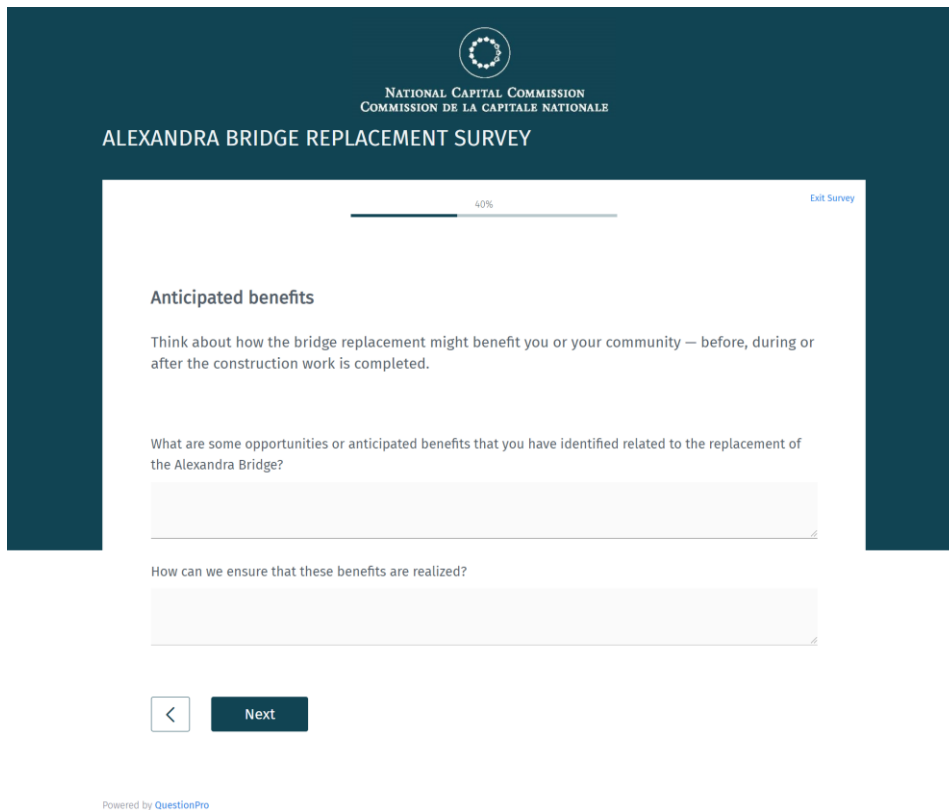 NATIONAL CAPITAL COMMISSION
COMMISSION DE LA CAPITALE NATIONALE
ALEXANDRA BRIDGE REPLACEMENT SURVEY
40%
Exit Survey
Anticipated benefits
Think about how the bridge replacement might benefit you or your community — before, during or
after the construction work is completed.
What are some opportunities or anticipated benefits that you have identified related to the replacement of
the Alexandra Bridge?
How can we ensure that these benefits are realized?
Next
Powered by QuestionPro